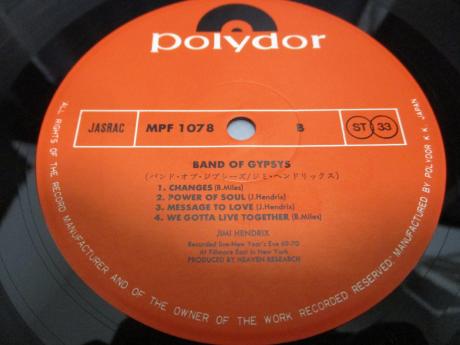 polydor
JASRAC MPF 1078 B ST 33
BAND OF GYPSYS
(バンド・オブ・ジプシーズ/ジミ・ヘンドリックス)
1. CHANGES (B.Miles)
2. POWER OF SOUL (J.Hendrix)
3. MESSAGE TO LOVE (J.Hendrix)
4. WE GOTTA LIVE TOGETHER (B.Miles)
JIMI HENDRIX
Recorded live-New Year's Eve 69-70
At Fillmore East in New York
PRODUCED BY HEAVEN RESEARCH
ALL RIGHTS OF THE RECORD MANUFACTURER AND OF THE OWNER OF THE WORK RECORDED RESERVED. MANUFACTURED BY POLYDOR K.K. JAPAN